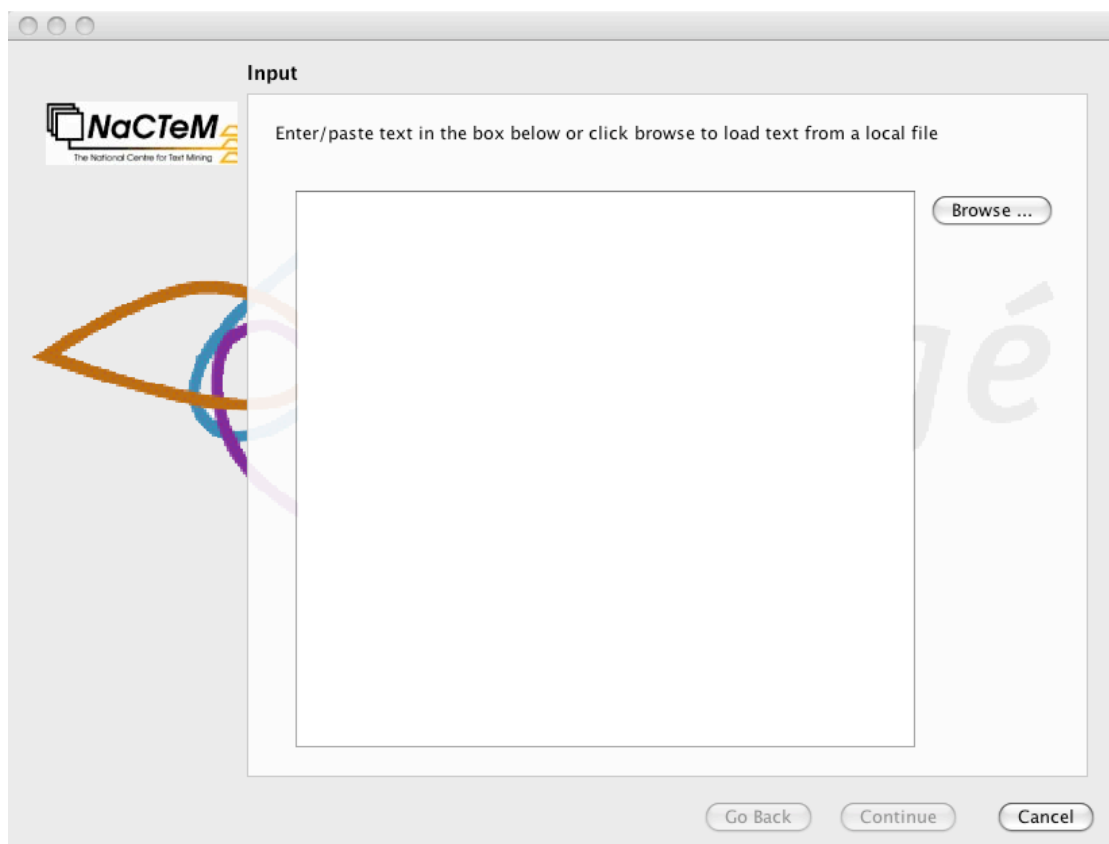 Input
NaCTeM
The National Centre for Text Mining
Enter/paste text in the box below or click browse to load text from a local file
Browse ...
gé
Go Back
Continue
Cancel